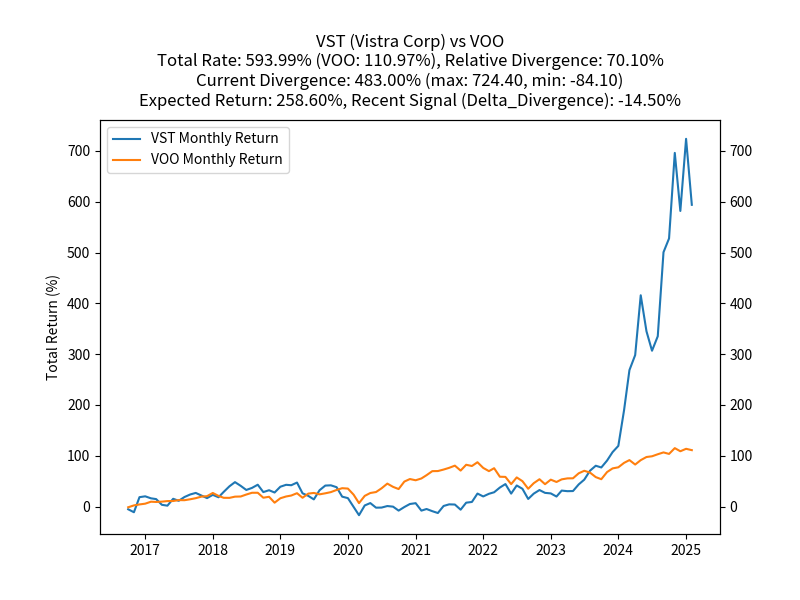 VST (Vistra Corp) vs VOO
Total Rate: 593.99% (VOO: 110.97%), Relative Divergence: 70.10%
Current Divergence: 483.00% (max: 724.40, min: -84.10)
Expected Return: 258.60%, Recent Signal (Delta_Divergence): -14.50%
VST Monthly Return
VOO Monthly Return
Total Return (%)
700
600
500
400
300
200
100
0
700
600
500
400
300
200
100
0
2017 2018 2019 2020 2021 2022 2023 2024 2025